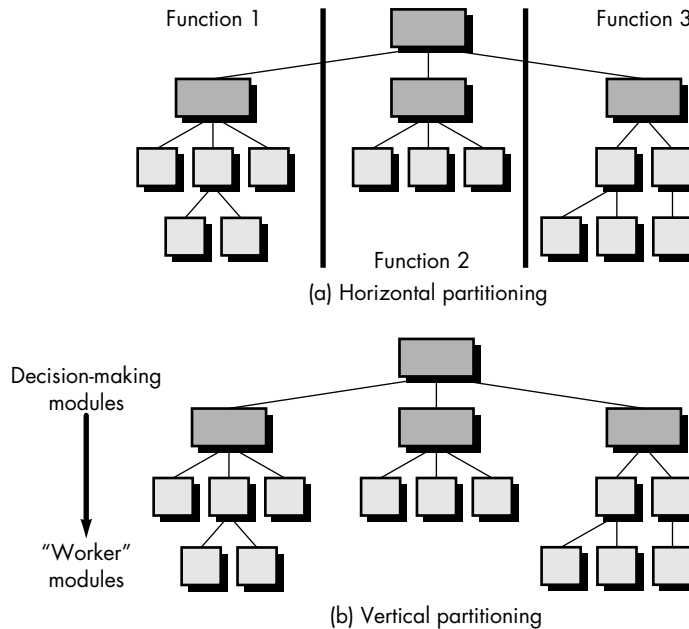 Function 1
Function 3
Function 2
(a) Horizontal partitioning
Decision-making
modules
“Worker”
modules
(b) Vertical partitioning